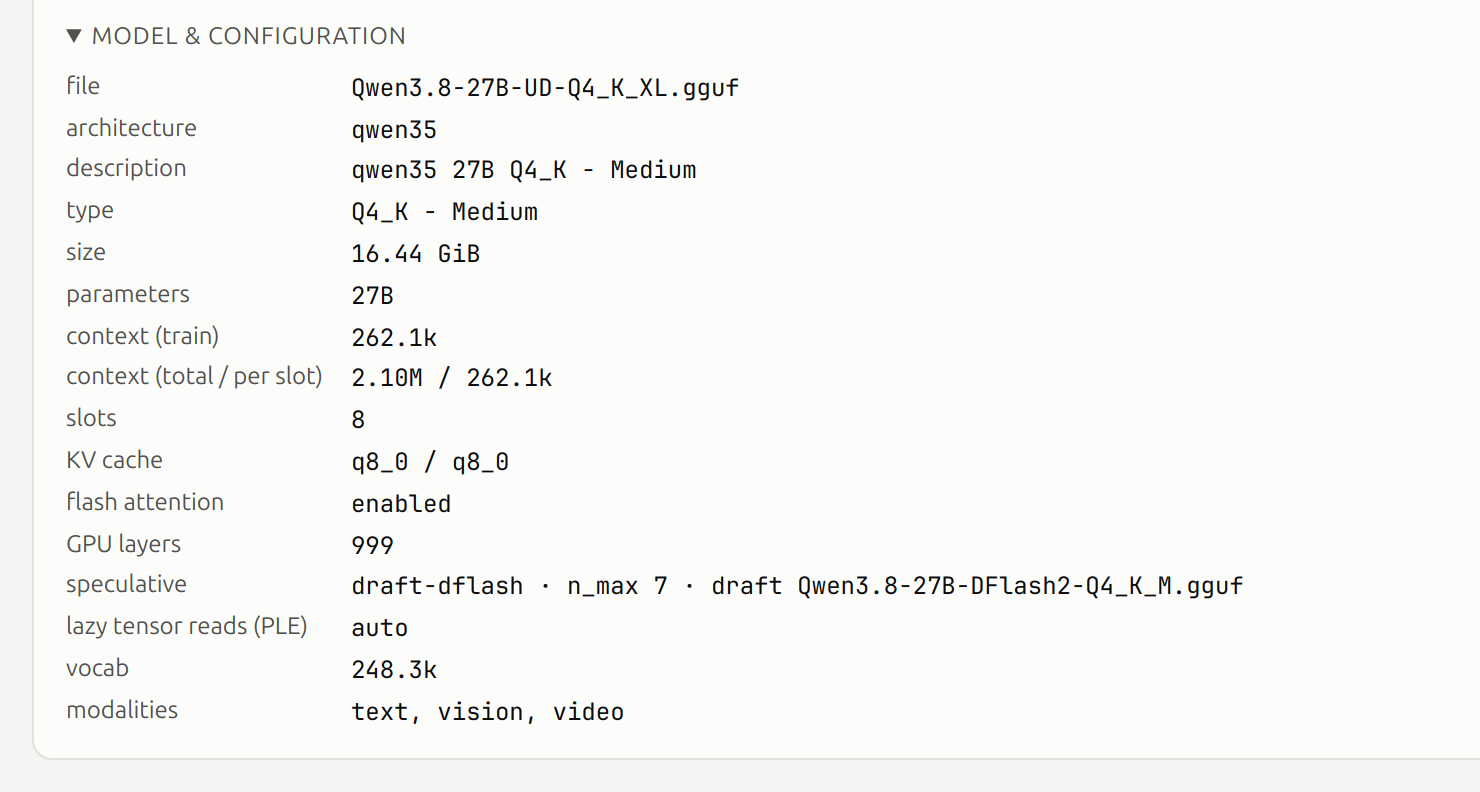 ▼ MODEL & CONFIGURATION
file Qwen3.8-27B-UD-Q4_K_XL.gguf
architecture qwen35
description qwen35 27B Q4_K - Medium
type Q4_K - Medium
size 16.44 GiB
parameters 27B
context (train) 262.1k
context (total / per slot) 2.10M / 262.1k
slots 8
KV cache q8_0 / q8_0
flash attention enabled
GPU layers 999
speculative draft-dflash · n_max 7 · draft Qwen3.8-27B-DFlash2-Q4_K_M.gguf
lazy tensor reads (PLE) auto
vocab 248.3k
modalities text, vision, video